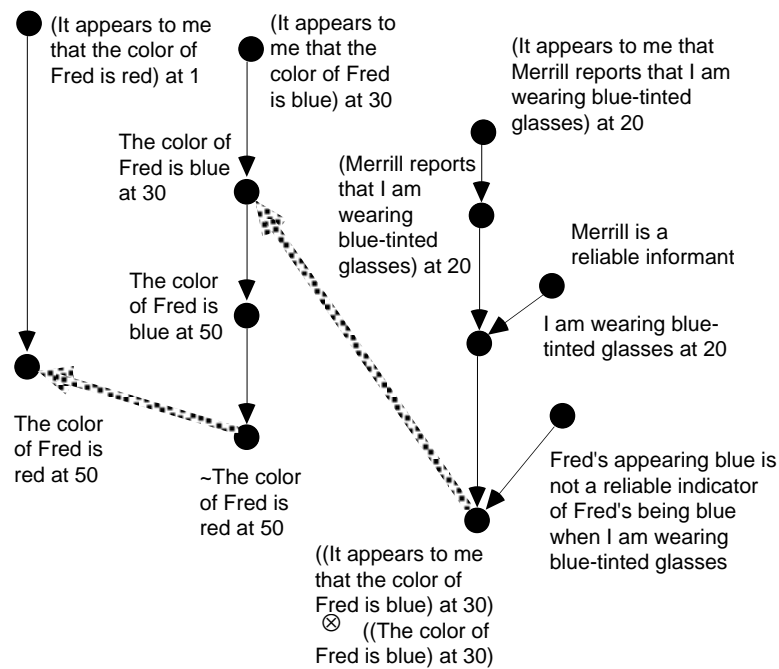 (It appears to me
that the color of
Fred is red) at 1
(It appears to
me that the
color of Fred
is blue) at 30
(It appears to me that
Merrill reports that I am
wearing blue-tinted
glasses) at 20
The color of
Fred is blue
at 30
(Merrill reports
that I am
wearing
blue-tinted
glasses) at 20
Merrill is a
reliable informant
The color
of Fred is
blue at 50
I am wearing blue-
tinted glasses at 20
The color
of Fred is
red at 50
~The color
of Fred is
red at 50
Fred's appearing blue is
not a reliable indicator
of Fred's being blue
when I am wearing
blue-tinted glasses
((It appears to me
that the color of
Fred is blue) at 30)
⊗ ((The color of
Fred is blue) at 30)